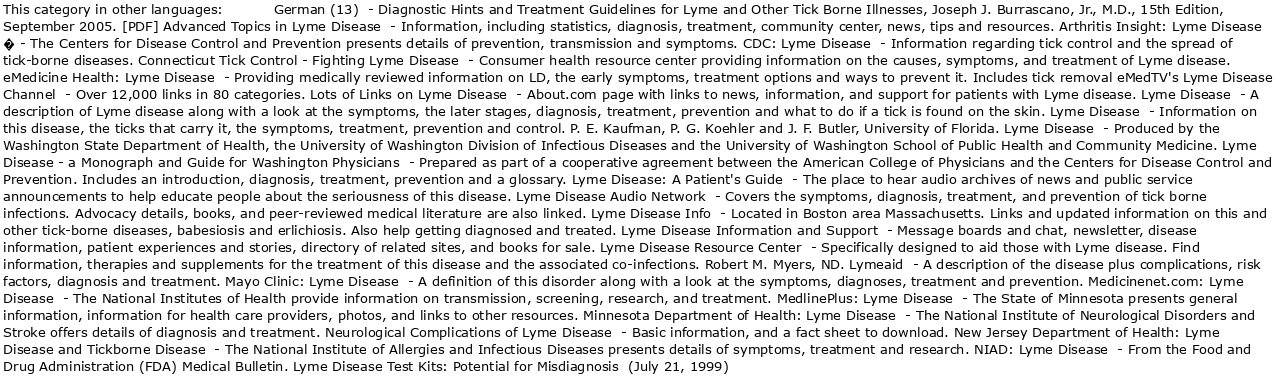 This category in other languages:            German (13)  - Diagnostic Hints and Treatment Guidelines for Lyme and Other Tick Borne Illnesses, Joseph J. Burrascano, Jr., M.D., 15th Edition,
September 2005. [PDF] Advanced Topics in Lyme Disease  - Information, including statistics, diagnosis, treatment, community center, news, tips and resources. Arthritis Insight: Lyme Disease
� - The Centers for Disease Control and Prevention presents details of prevention, transmission and symptoms. CDC: Lyme Disease  - Information regarding tick control and the spread of
tick-borne diseases. Connecticut Tick Control - Fighting Lyme Disease  - Consumer health resource center providing information on the causes, symptoms, and treatment of Lyme disease.
eMedicine Health: Lyme Disease  - Providing medically reviewed information on LD, the early symptoms, treatment options and ways to prevent it. Includes tick removal eMedTV's Lyme Disease
Channel  - Over 12,000 links in 80 categories. Lots of Links on Lyme Disease  - About.com page with links to news, information, and support for patients with Lyme disease. Lyme Disease  - A
description of Lyme disease along with a look at the symptoms, the later stages, diagnosis, treatment, prevention and what to do if a tick is found on the skin. Lyme Disease  - Information on
this disease, the ticks that carry it, the symptoms, treatment, prevention and control. P. E. Kaufman, P. G. Koehler and J. F. Butler, University of Florida. Lyme Disease  - Produced by the
Washington State Department of Health, the University of Washington Division of Infectious Diseases and the University of Washington School of Public Health and Community Medicine. Lyme
Disease - a Monograph and Guide for Washington Physicians  - Prepared as part of a cooperative agreement between the American College of Physicians and the Centers for Disease Control and
Prevention. Includes an introduction, diagnosis, treatment, prevention and a glossary. Lyme Disease: A Patient's Guide  - The place to hear audio archives of news and public service
announcements to help educate people about the seriousness of this disease. Lyme Disease Audio Network  - Covers the symptoms, diagnosis, treatment, and prevention of tick borne
infections. Advocacy details, books, and peer-reviewed medical literature are also linked. Lyme Disease Info  - Located in Boston area Massachusetts. Links and updated information on this and
other tick-borne diseases, babesiosis and erlichiosis. Also help getting diagnosed and treated. Lyme Disease Information and Support  - Message boards and chat, newsletter, disease
information, patient experiences and stories, directory of related sites, and books for sale. Lyme Disease Resource Center  - Specifically designed to aid those with Lyme disease. Find
information, therapies and supplements for the treatment of this disease and the associated co-infections. Robert M. Myers, ND. Lymeaid  - A description of the disease plus complications, risk
factors, diagnosis and treatment. Mayo Clinic: Lyme Disease  - A definition of this disorder along with a look at the symptoms, diagnoses, treatment and prevention. Medicinenet.com: Lyme
Disease  - The National Institutes of Health provide information on transmission, screening, research, and treatment. MedlinePlus: Lyme Disease  - The State of Minnesota presents general
information, information for health care providers, photos, and links to other resources. Minnesota Department of Health: Lyme Disease  - The National Institute of Neurological Disorders and
Stroke offers details of diagnosis and treatment. Neurological Complications of Lyme Disease  - Basic information, and a fact sheet to download. New Jersey Department of Health: Lyme
Disease and Tickborne Disease  - The National Institute of Allergies and Infectious Diseases presents details of symptoms, treatment and research. NIAD: Lyme Disease  - From the Food and
Drug Administration (FDA) Medical Bulletin. Lyme Disease Test Kits: Potential for Misdiagnosis  (July 21, 1999)